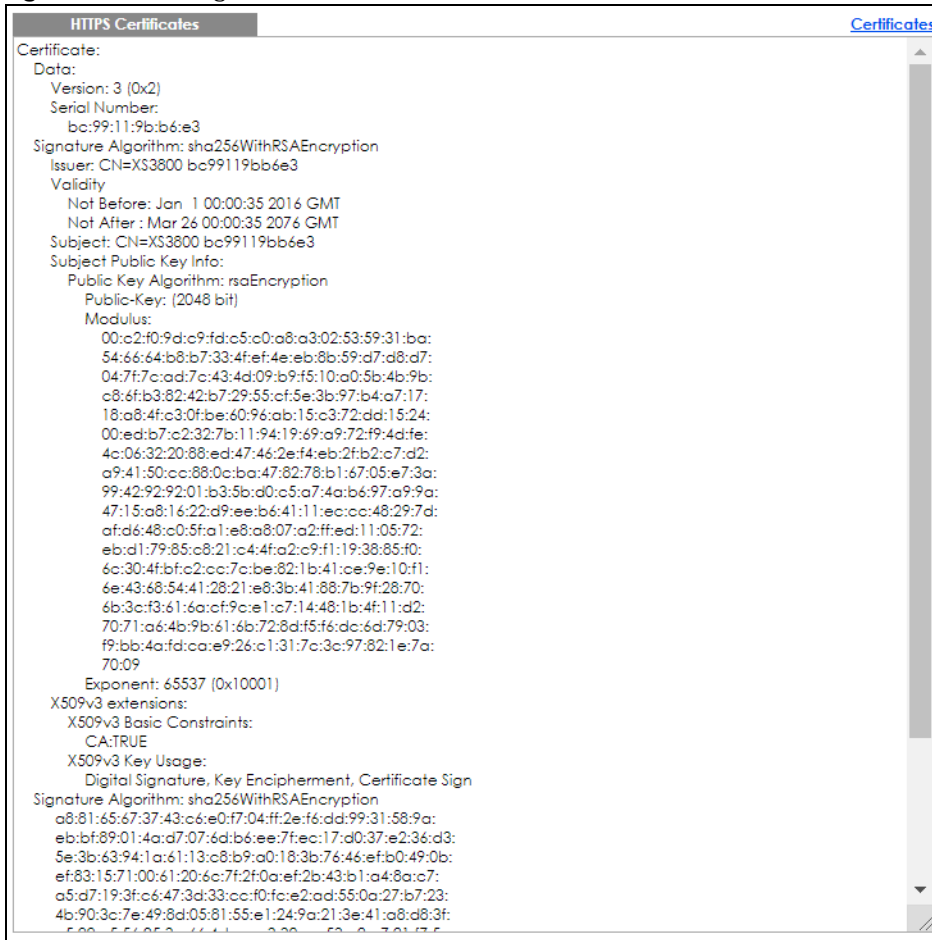 HTTPS Certificates
Certificates
Certificate:
Data:
Version: 3 (0x2)
Serial Number:
bc:99:11:9b:b6:e3
Signature Algorithm: sha256WithRSAEncryption
Issuer: CN=XS3800 bc99119bb6e3
Validity
Not Before: Jan 1 00:00:35 2016 GMT
Not After : Mar 26 00:00:35 2076 GMT
Subject: CN=XS3800 bc99119bb6e3
Subject Public Key Info:
Public Key Algorithm: rsaEncryption
Public-Key: (2048 bit)
Modulus:
00:c2:f0:9d:c9:fd:c5:c0:a8:a3:02:53:59:31:ba:
54:66:64:b8:b7:33:4f:ef:4e:eb:8b:59:d7:d8:d7:
04:7f:7c:ad:7c:43:4d:09:b9:f5:10:a0:5b:4b:9b:
c8:6f:b3:82:42:b7:29:55:cf:5e:3b:97:b4:a7:17:
18:a8:4f:c3:0f:be:60:96:ab:15:c3:72:dd:15:24:
00:ed:b7:c2:32:7b:11:94:19:69:a9:72:f9:4d:fe:
4c:06:32:20:88:ed:47:46:2e:f4:eb:2f:b2:c7:d2:
a9:41:50:cc:88:0c:ba:47:82:78:b1:67:05:e7:3a:
99:42:92:92:01:b3:5b:d0:c5:a7:4a:b6:97:a9:9a:
47:15:a8:16:22:d9:ee:b6:41:11:ec:cc:48:29:7d:
af:d6:48:c0:5f:a1:e8:a8:07:a2:ff:ed:11:05:72:
eb:d1:79:85:c8:21:c4:4f:a2:c9:f1:19:38:85:f0:
6c:30:4f:bf:c2:cc:7c:be:82:1b:41:ce:9e:10:f1:
6e:43:68:54:41:28:21:e8:3b:41:88:7b:9f:28:70:
6b:3c:f3:61:6a:cf:9c:e1:c7:14:48:1b:4f:11:d2:
70:71:a6:4b:9b:61:6b:72:8d:f5:f6:dc:6d:79:03:
f9:bb:4a:fd:ca:e9:26:c1:31:7c:3c:97:82:1e:7a:
70:09
Exponent: 65537 (0x10001)
X509v3 extensions:
X509v3 Basic Constraints:
CA:TRUE
X509v3 Key Usage:
Digital Signature, Key Encipherment, Certificate Sign
Signature Algorithm: sha256WithRSAEncryption
a8:81:65:67:37:43:c6:e0:f7:04:ff:2e:f6:dd:99:31:58:9a:
eb:bf:89:01:4a:d7:07:6d:b6:ee:7f:ec:17:d0:37:e2:36:d3:
5e:3b:63:94:1a:61:13:c8:b9:a0:18:3b:76:46:ef:b0:49:0b:
ef:83:15:71:00:61:20:6c:7f:2f:0a:ef:2b:43:b1:a4:8a:c7:
a5:d7:19:3f:c6:47:3d:33:cc:f0:fc:e2:ad:55:0a:27:b7:23:
4b:90:3c:7e:49:8d:05:81:55:e1:24:9a:21:3e:41:a8:d8:3f: